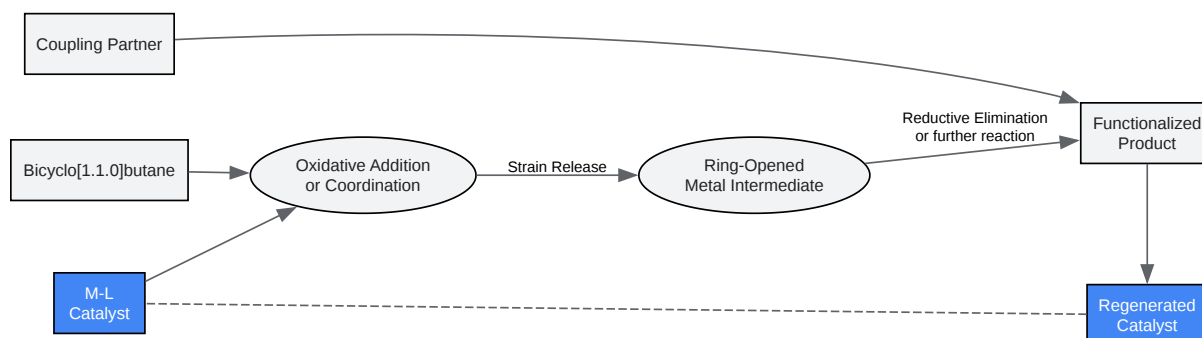 Coupling Partner
Bicyclo[1.1.0]butane
M-L
Catalyst
Oxidative Addition
or Coordination
Strain Release
Ring-Opened
Metal Intermediate
Reductive Elimination
or further reaction
Functionalized
Product
Regenerated
Catalyst